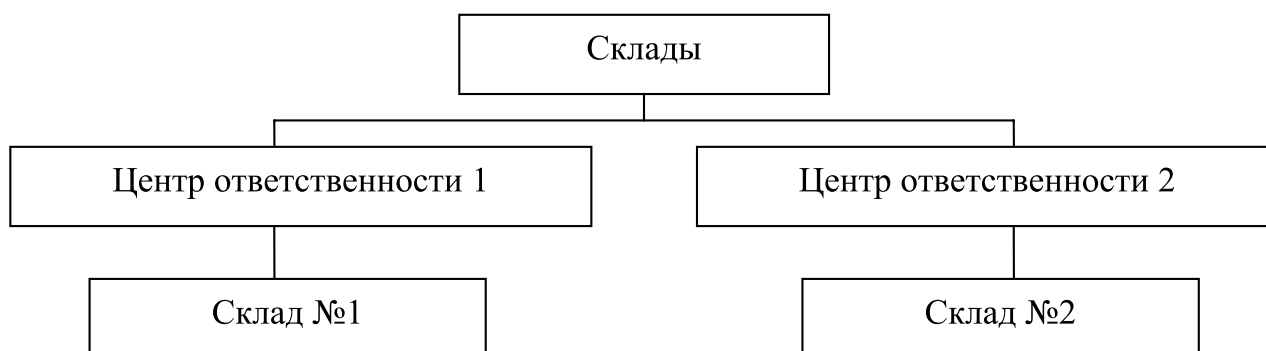 Склады
Центр ответственности 1
Центр ответственности 2
Склад №1
Склад №2